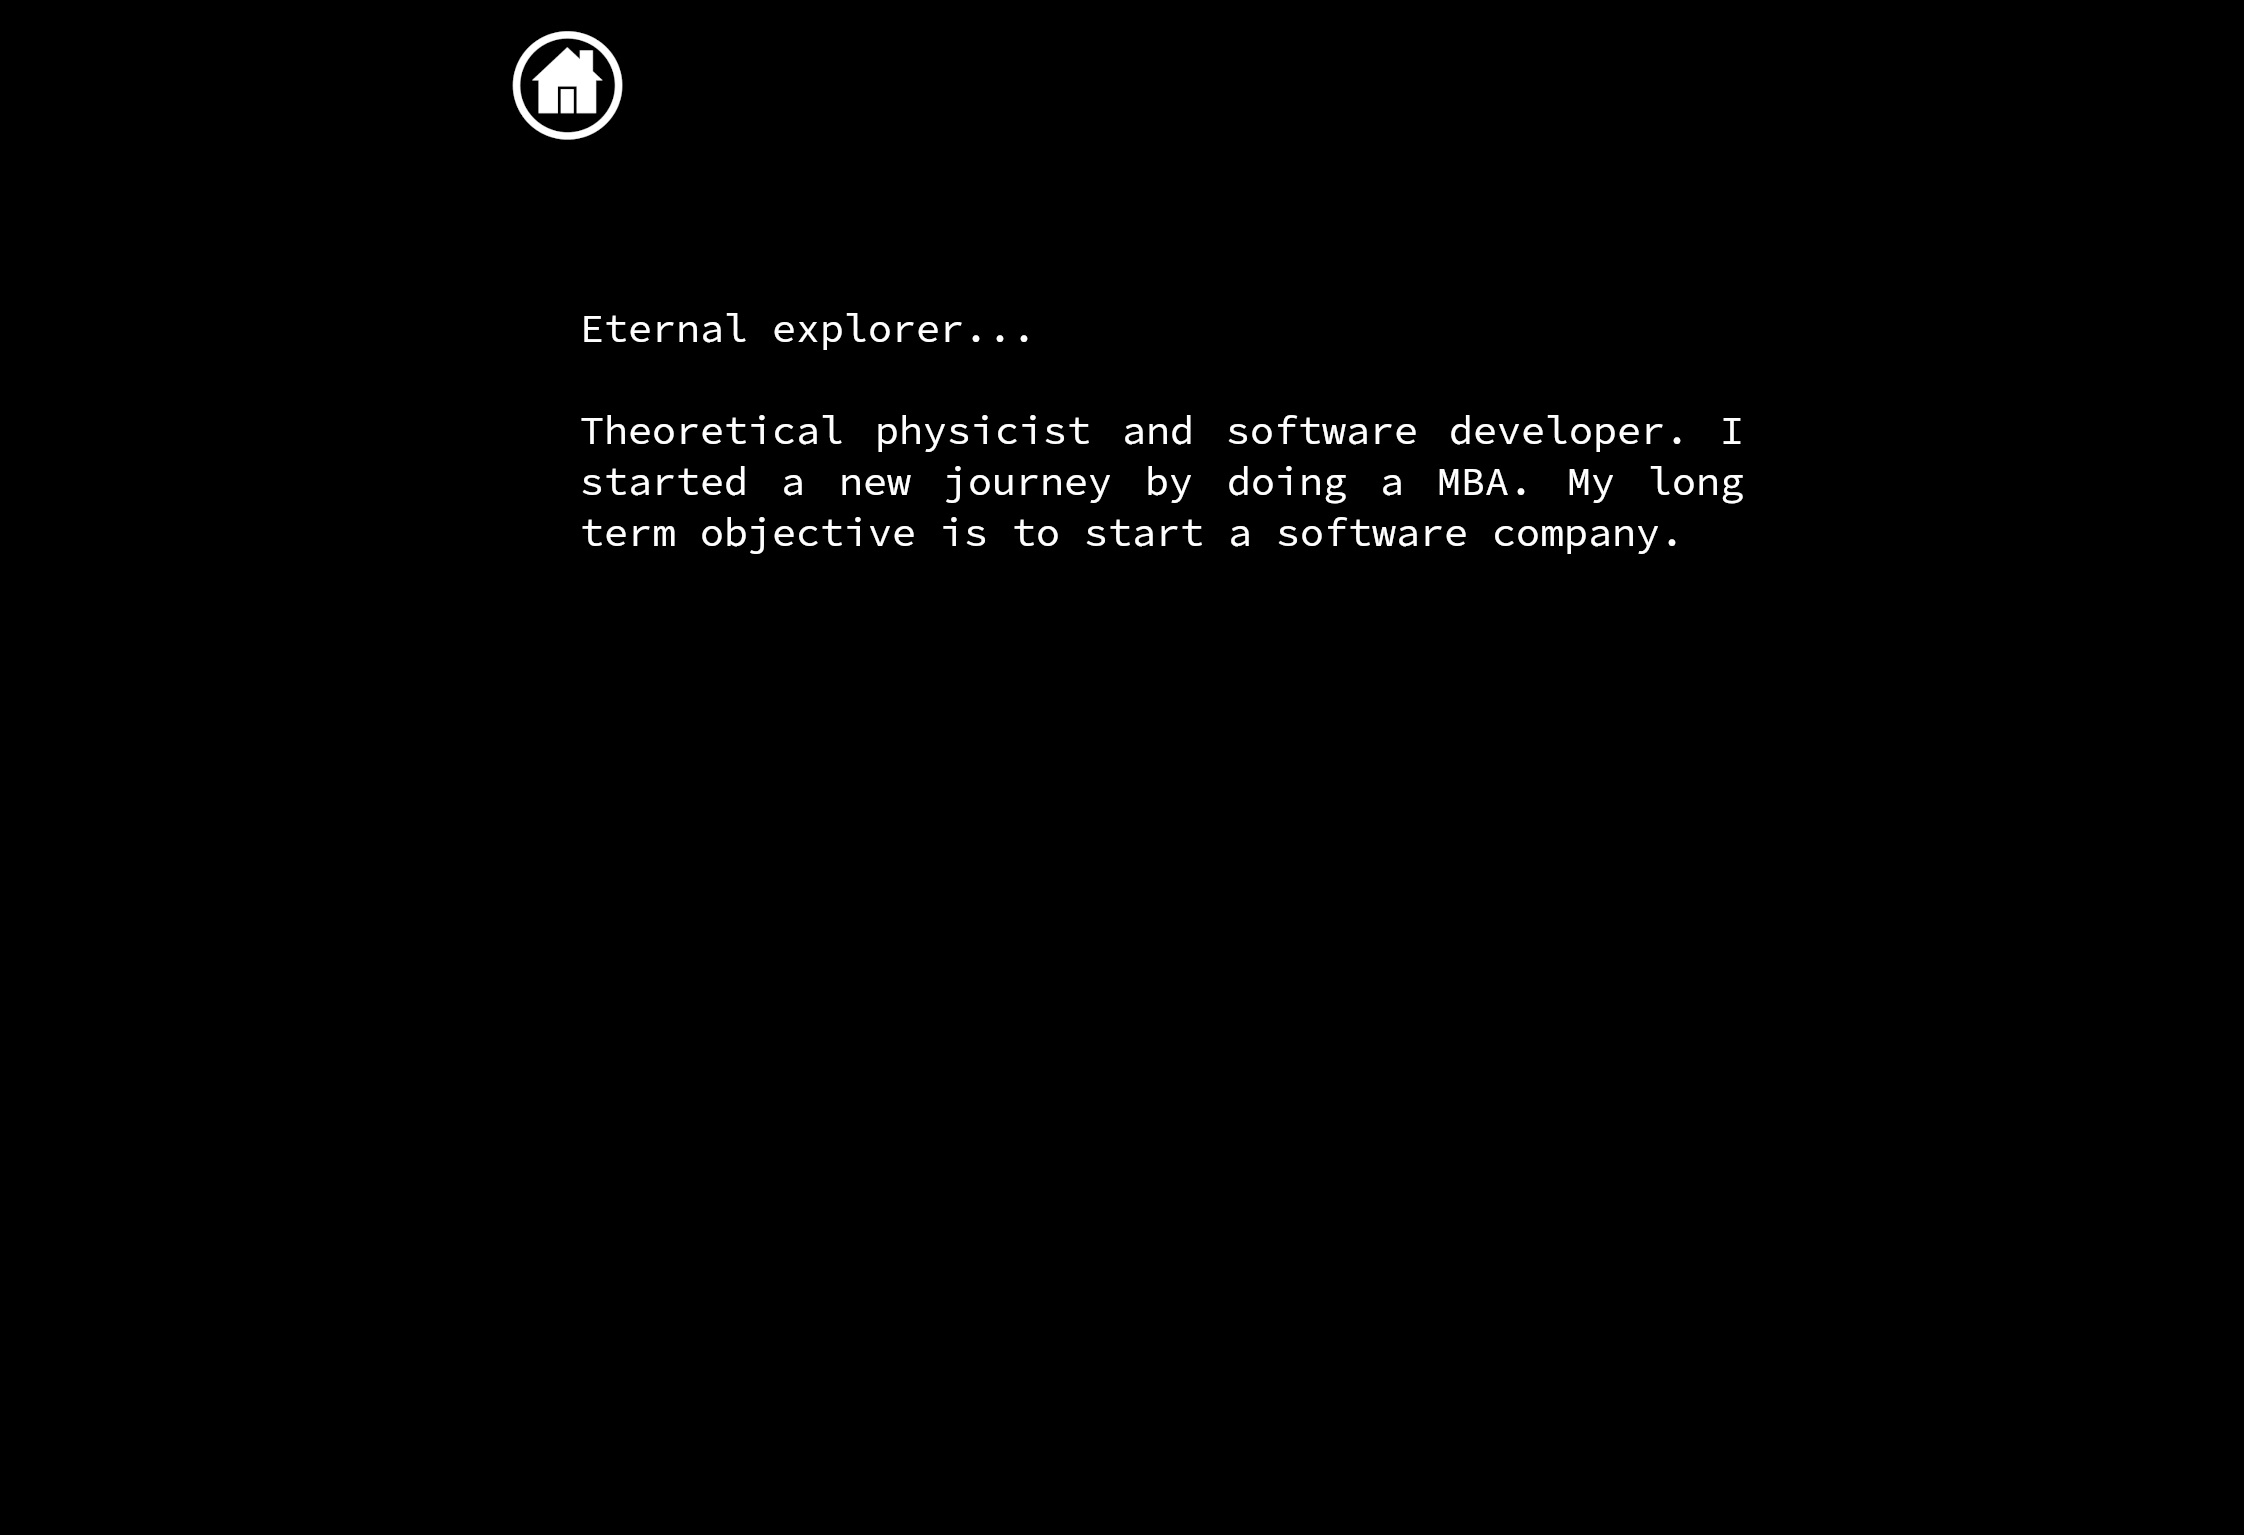 Eternal explorer...
Theoretical physicist and software developer. I
started a new journey by doing a MBA. My long
term objective is to start a software company.